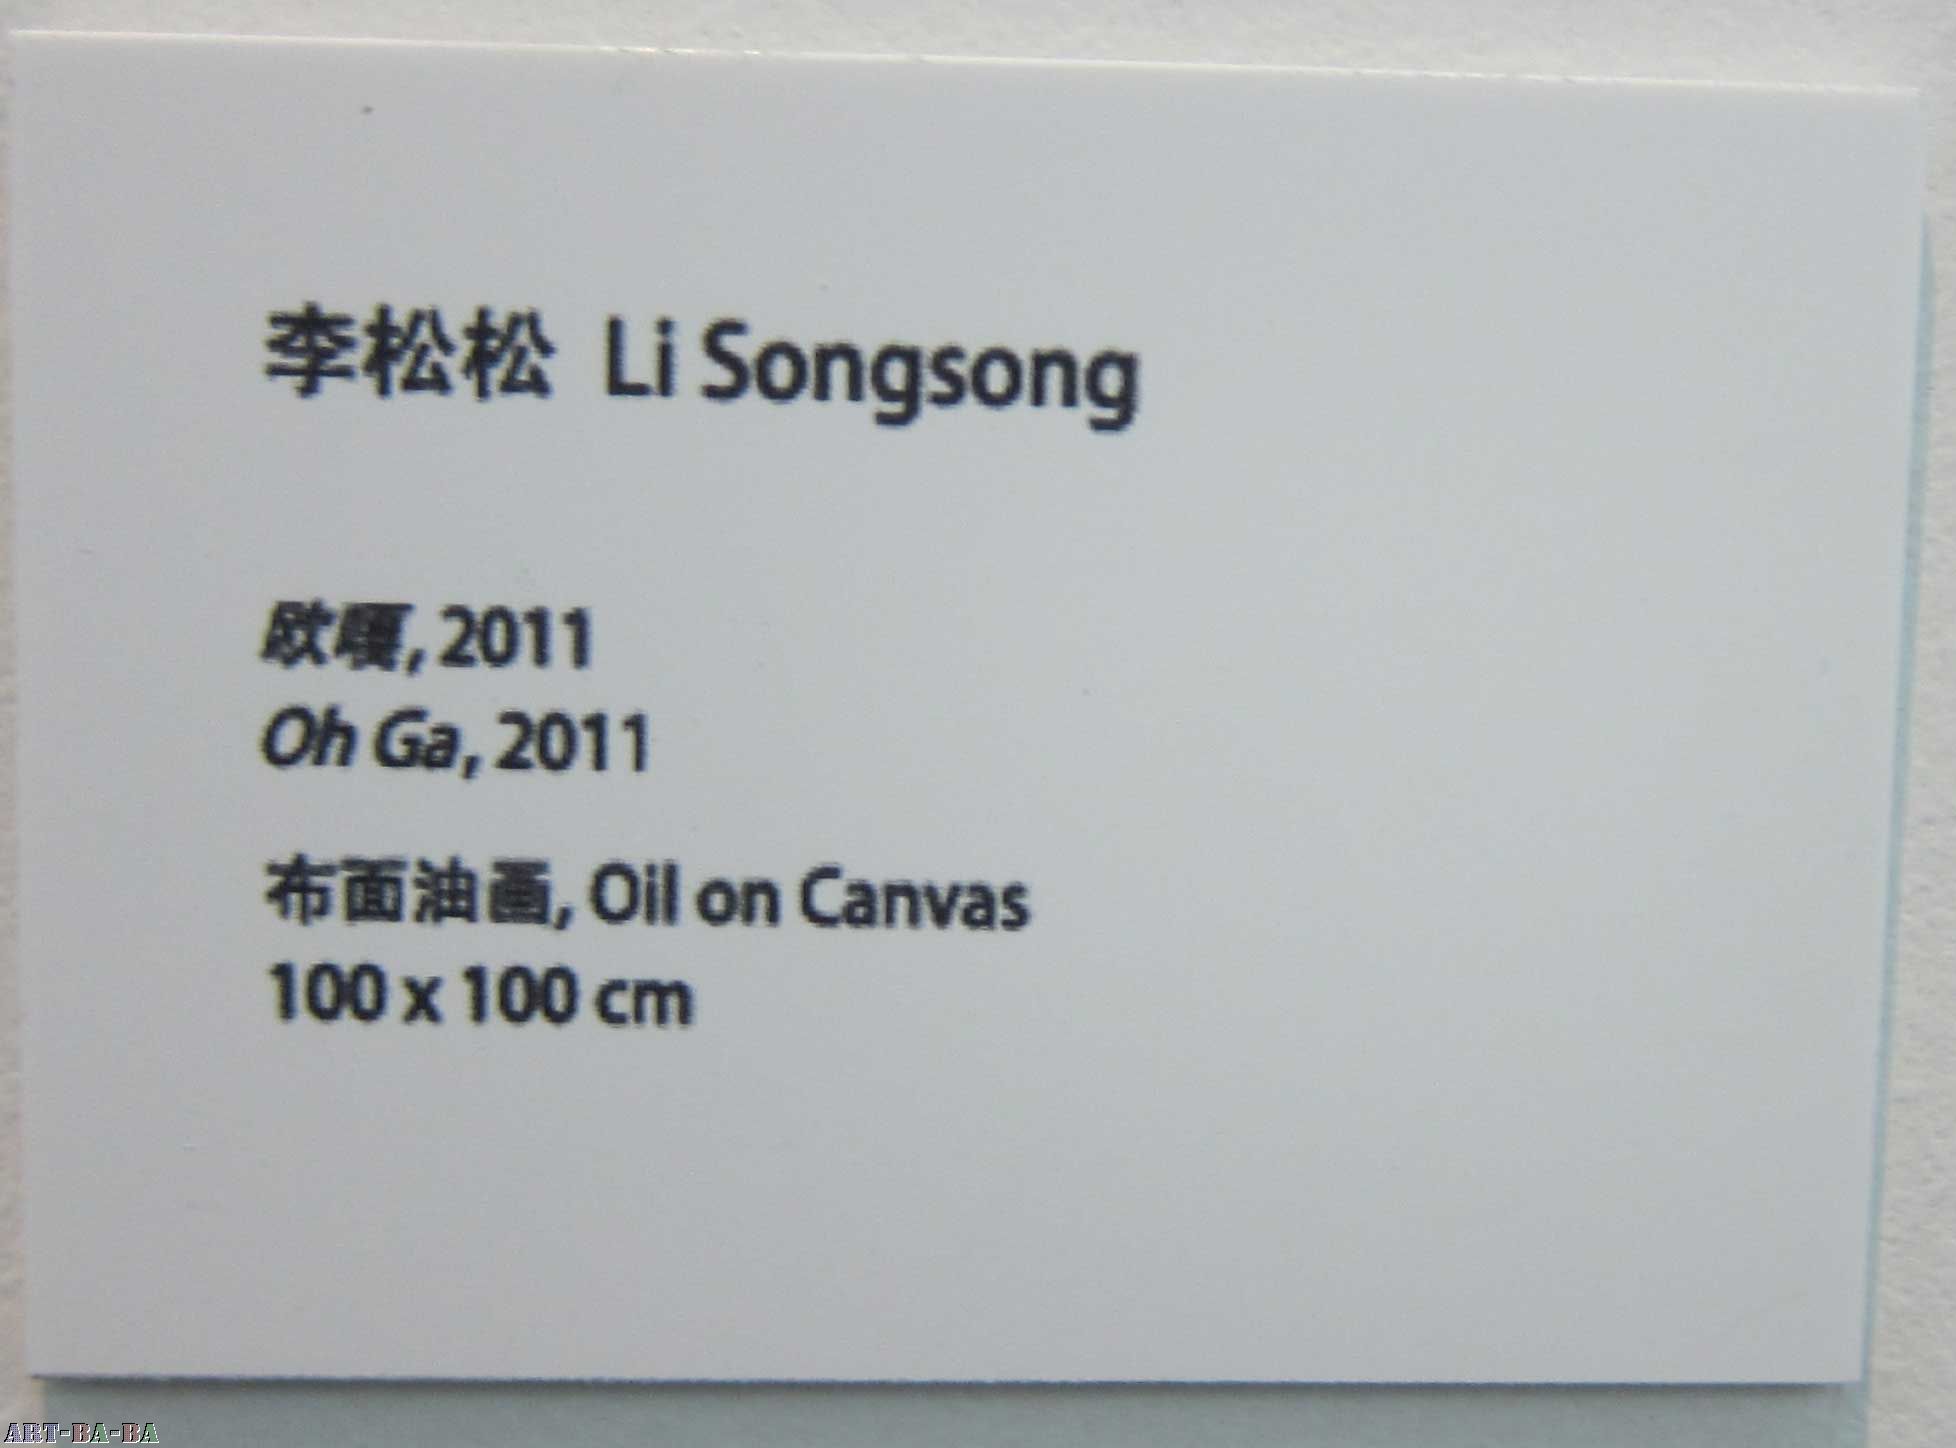 李松松 Li Songsong
欧嘎, 2011
Oh Ga, 2011
布面油画, Oil on Canvas
100 x 100 cm
ART-BA-BA